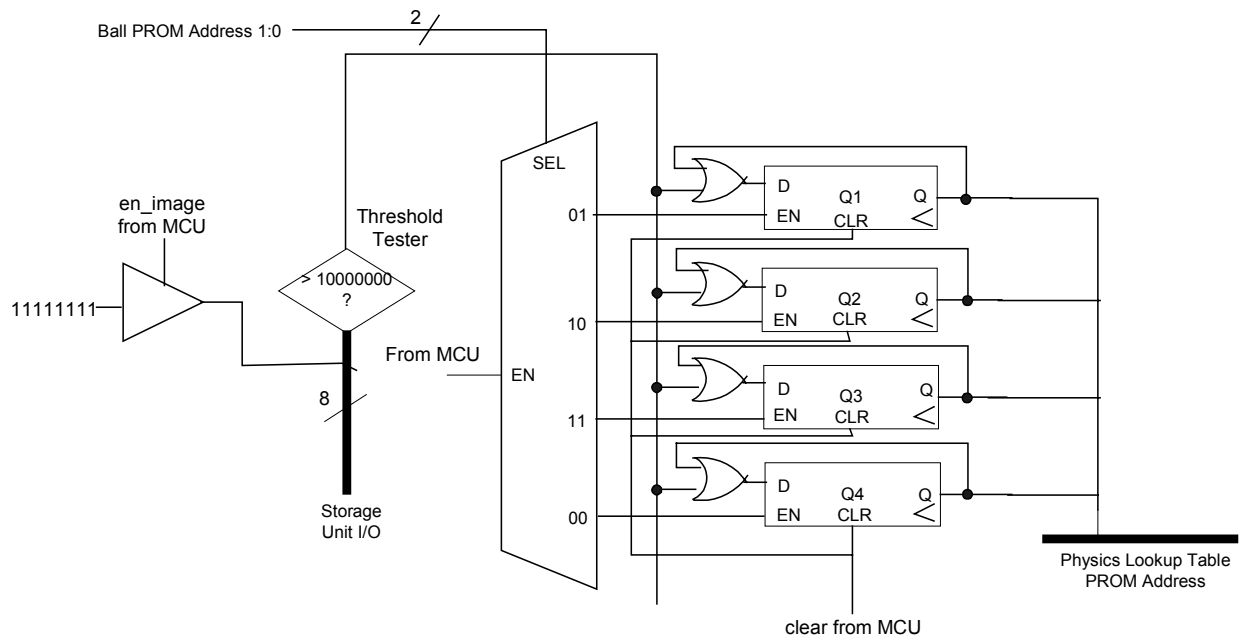 Ball PROM Address 1:0
2
SEL
en_image
from MCU
Threshold
Tester
> 10000000
?
11111111
8
Storage
Unit I/O
From MCU
EN
01
10
11
00
D
Q1
Q
EN
CLR
D
Q2
Q
EN
CLR
D
Q3
Q
EN
CLR
D
Q4
Q
EN
CLR
Physics Lookup Table
PROM Address
clear from MCU